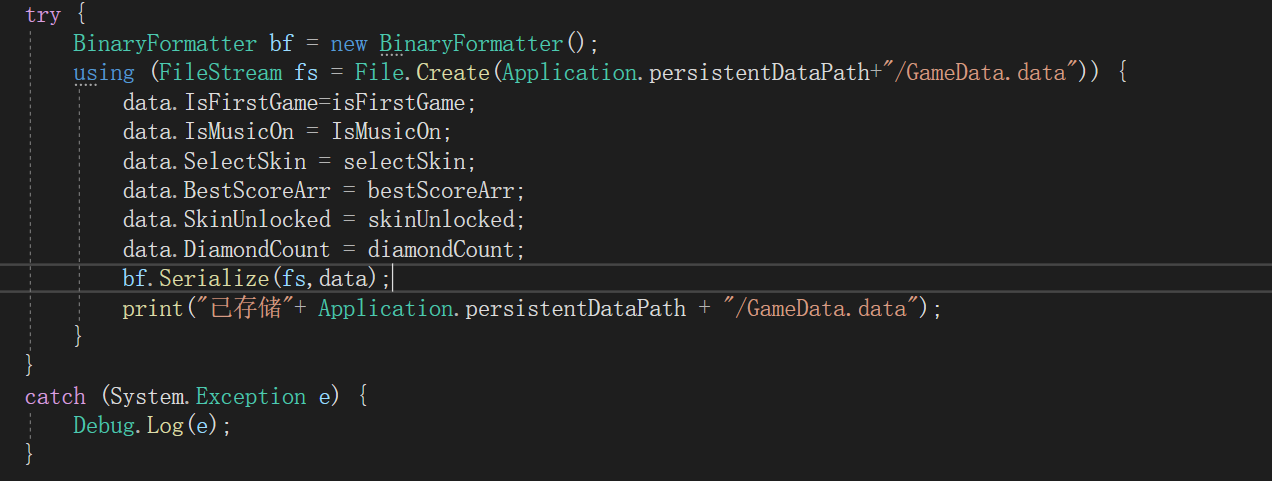 try {
BinaryFormatter bf = new BinaryFormatter();
using (FileStream fs = File.Create(Application.persistentDataPath+"/GameData.data")) {
data.IsFirstGame=isFirstGame;
data.IsMusicOn = IsMusicOn;
data.SelectSkin = selectSkin;
data.BestScoreArr = bestScoreArr;
data.SkinUnlocked = skinUnlocked;
data.DiamondCount = diamondCount;
bf.Serialize(fs,data);
print("已存储"+ Application.persistentDataPath + "/GameData.data");
}
}
catch (System.Exception e) {
Debug.Log(e);
}